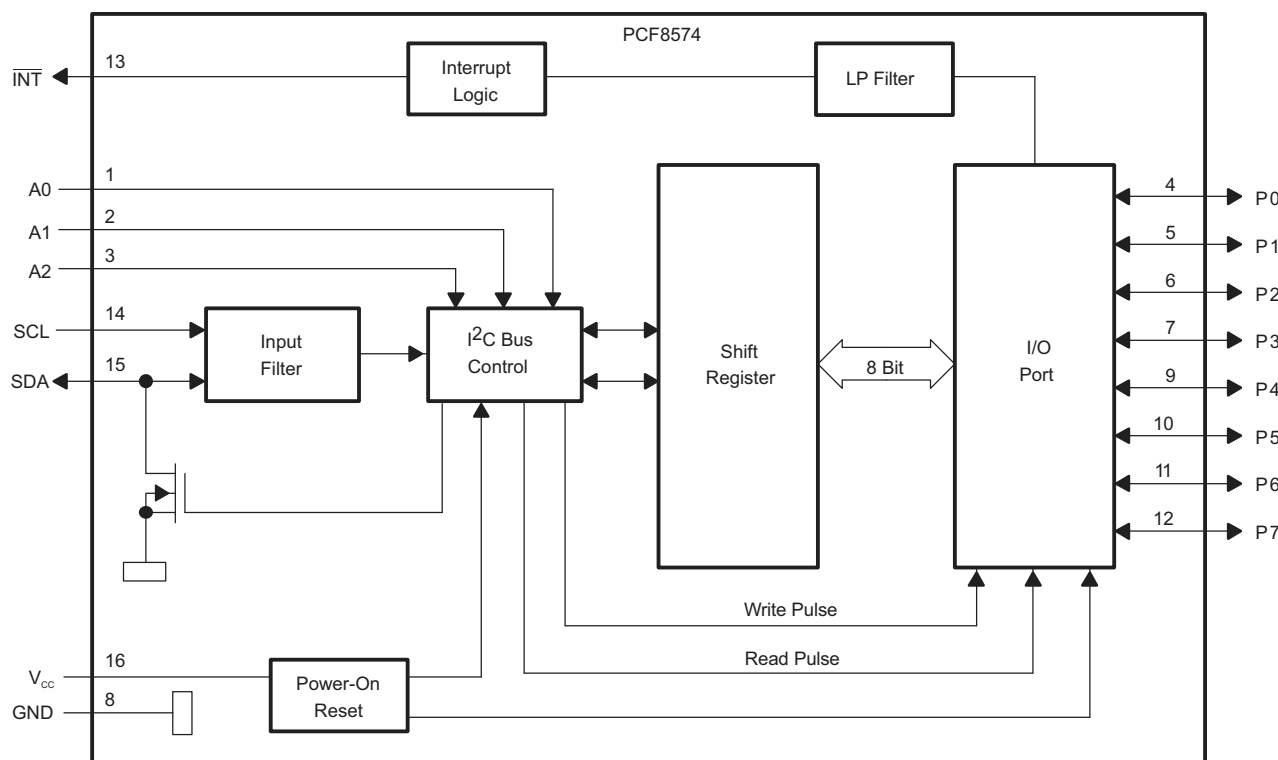 PCF8574
INT
13
Interrupt
Logic
LP Filter
A0
1
A1
2
A2
3
SCL
14
SDA
15
Input
Filter
I2C Bus
Control
Shift
Register
8 Bit
I/O
Port
4
P0
5
P1
6
P2
7
P3
9
P4
10
P5
11
P6
12
P7
Write Pulse
Read Pulse
VCC
16
GND
8
Power-On
Reset